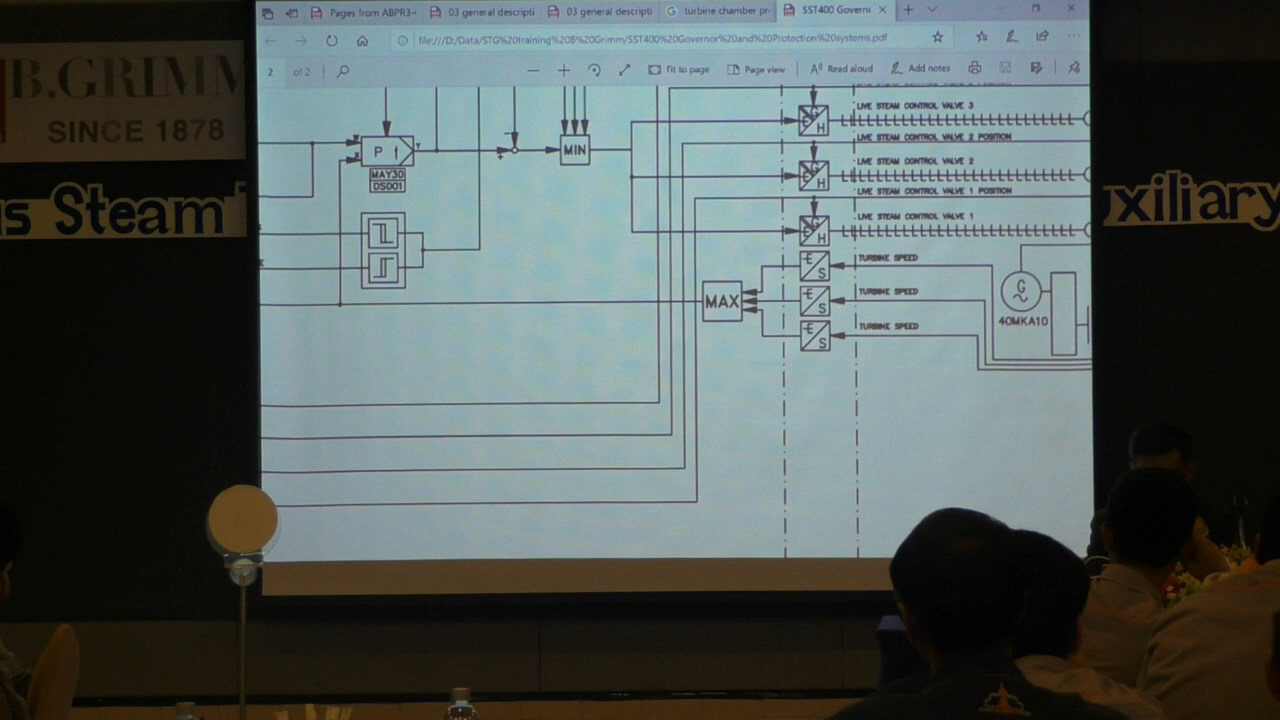 Pages from ABPR3-
03 general descripti
03 general descripti
turbine chamber pr
SST400 Governo
file:///D:/Data/STG%20training%20B%20Grimm/SST400%20Governor%20and%20Protection%20systems.pdf
2 of 2
Fit to page
Page view
Read aloud
Add notes
B.GRIMM
SINCE 1878
Steam
uxiliary
LIVE STEAM CONTROL VALVE 3
H
LIVE STEAM CONTROL VALVE 2 POSITION
P I
MIN
MAY30
DS001
LIVE STEAM CONTROL VALVE 2
H
LIVE STEAM CONTROL VALVE 1 POSITION
LIVE STEAM CONTROL VALVE 1
H
TURBINE SPEED
E
S
MAX
TURBINE SPEED
E
S
G
40MKA10
TURBINE SPEED
E
S